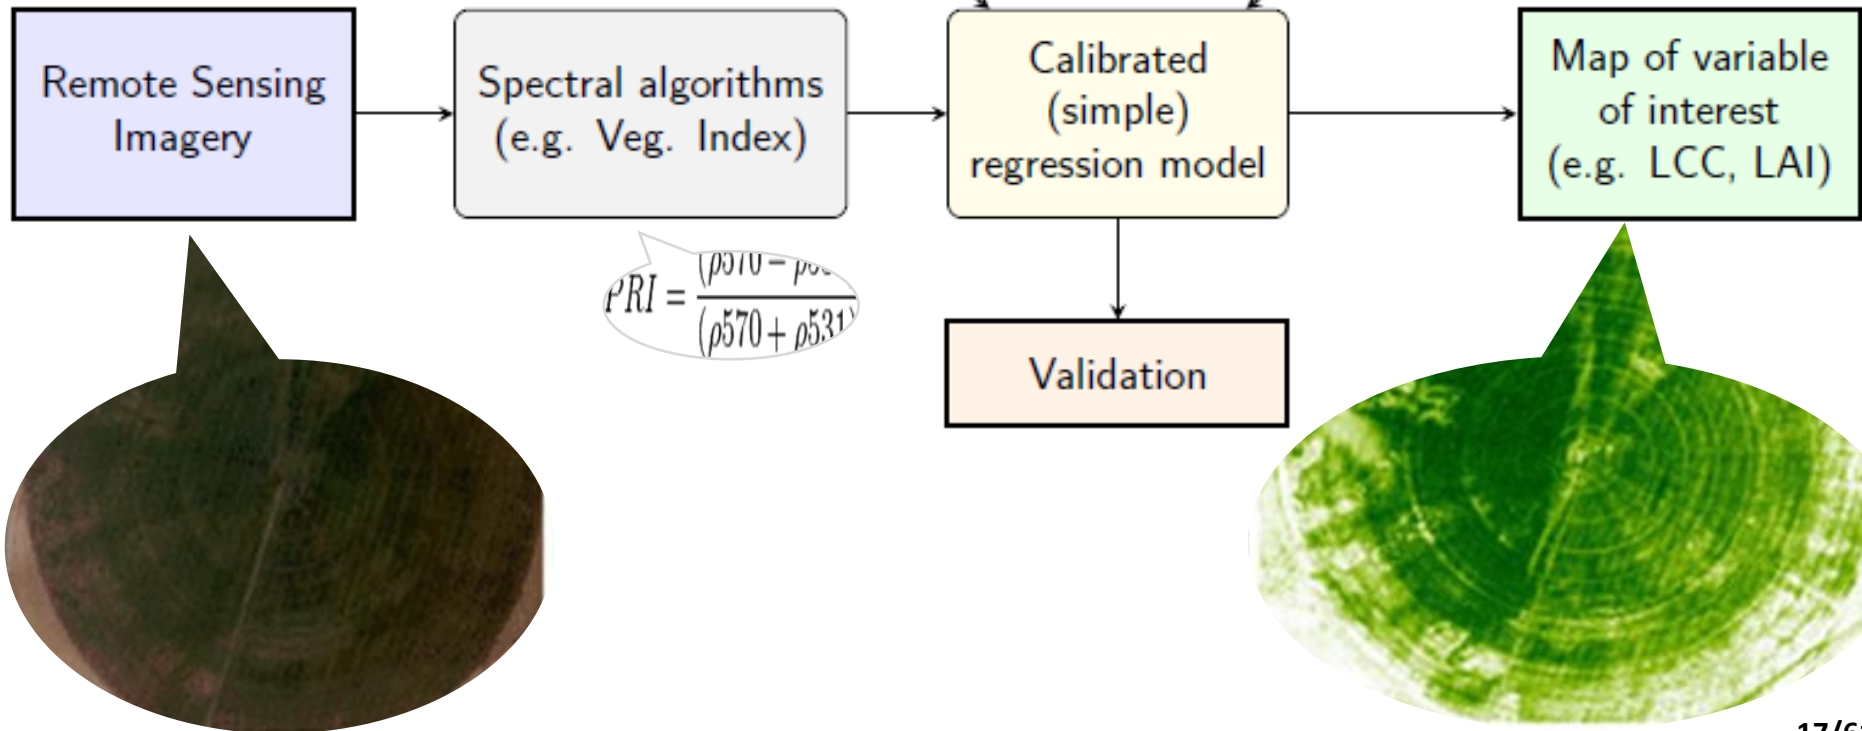 Remote Sensing
Imagery
Spectral algorithms
(e.g. Veg. Index)
Calibrated
(simple)
regression model
Map of variable
of interest
(e.g. LCC, LAI)
PRI =
(ρ570 −
(ρ570 + ρ531)
Validation